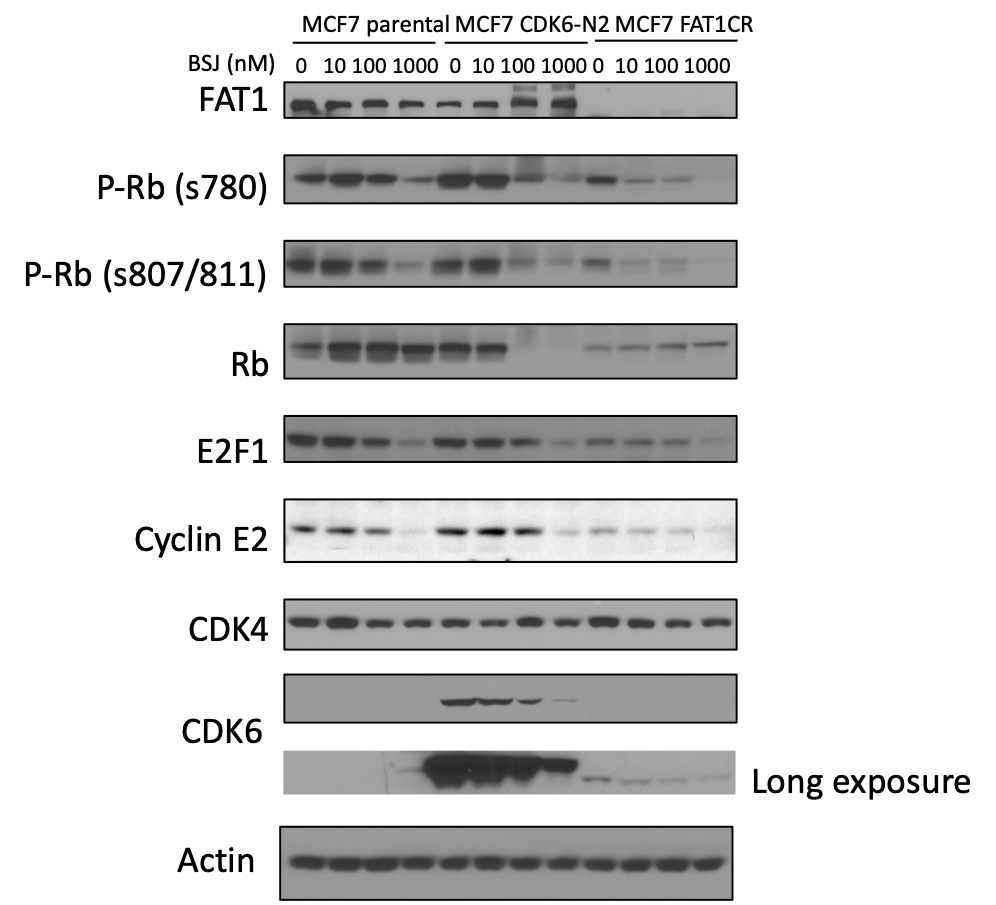 MCF7 parental MCF7 CDK6-N2 MCF7 FAT1CR
BSJ (nM) 0 10 100 1000 0 10 100 1000 0 10 100 1000
FAT1
P-Rb (s780)
P-Rb (s807/811)
Rb
E2F1
Cyclin E2
CDK4
CDK6
Long exposure
Actin